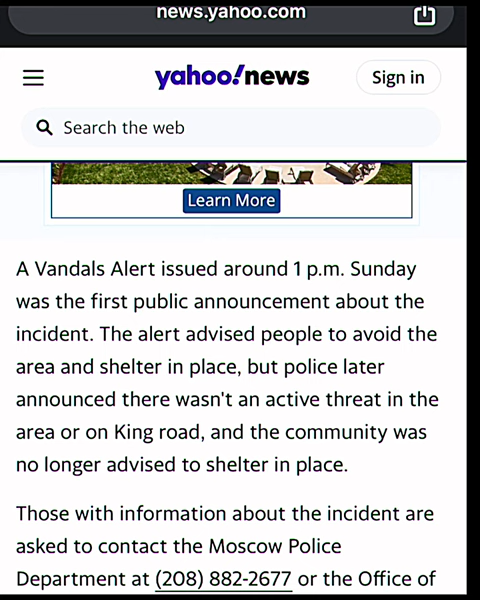 news.yahoo.com
yahoo!news
Sign in
Search the web
Learn More
A Vandals Alert issued around 1 p.m. Sunday
was the first public announcement about the
incident. The alert advised people to avoid the
area and shelter in place, but police later
announced there wasn't an active threat in the
area or on King road, and the community was
no longer advised to shelter in place.
Those with information about the incident are
asked to contact the Moscow Police
Department at (208) 882-2677 or the Office of